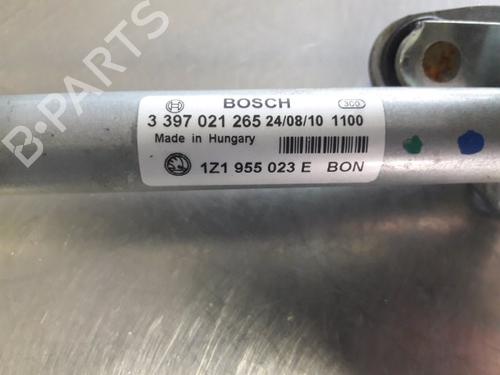 BOSCH
3 397 021 265 24/08/10 1100
Made in Hungary
1Z1 955 023 E BON
B-PARTS